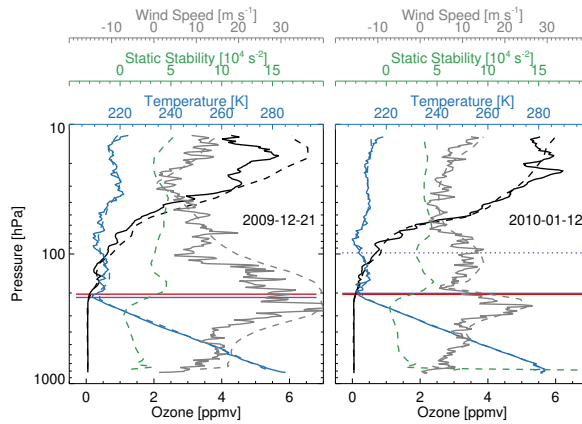 Wind Speed [m s⁻¹] Wind Speed [m s⁻¹]
-10 0 10 20 30 -10 0 10 20 30
Static Stability [10⁴ s⁻²] Static Stability [10⁴ s⁻²]
0 5 10 15 0 5 10 15
Temperature [K] Temperature [K]
220 240 260 280 220 240 260 280
10
2009-12-21 2010-01-12
100
Pressure [hPa]
1000
0 2 4 6 0 2 4 6
Ozone [ppmv] Ozone [ppmv]